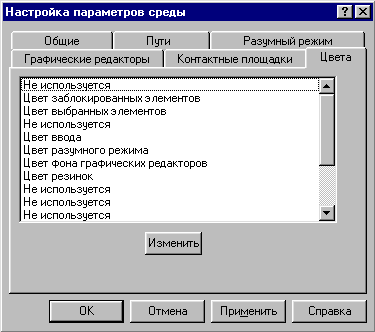 Настройка параметров среды
Общие Пути Разумный режим
Графические редакторы Контактные площадки Цвета
Не используется
Цвет заблокированных элементов
Цвет выбранных элементов
Не используется
Цвет ввода
Цвет разумного режима
Цвет фона графических редакторов
Цвет резинок
Не используется
Не используется
Не используется
Изменить
OK Отмена Применить Справка